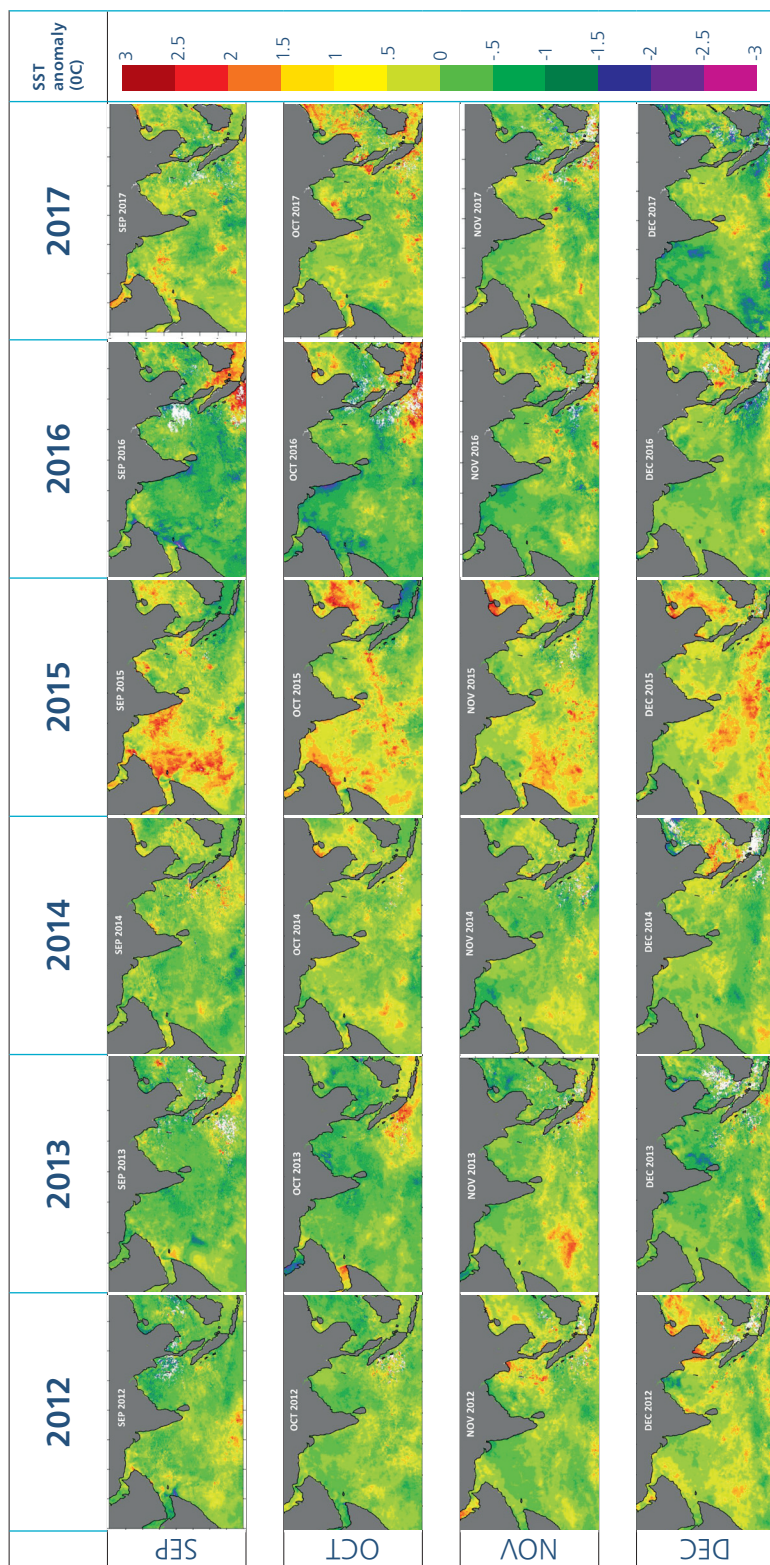 2012
2013
2014
2015
2016
2017
SST
anomaly
(0C)
SEP
SEP 2012
SEP 2013
SEP 2014
SEP 2015
SEP 2016
SEP 2017
OCT
OCT 2012
OCT 2013
OCT 2014
OCT 2015
OCT 2016
OCT 2017
NOV
NOV 2012
NOV 2013
NOV 2014
NOV 2015
NOV 2016
NOV 2017
DEC
DEC 2012
DEC 2013
DEC 2014
DEC 2015
DEC 2016
DEC 2017
3
2.5
2
1.5
1
.5
0
-.5
-1
-1.5
-2
-2.5
-3